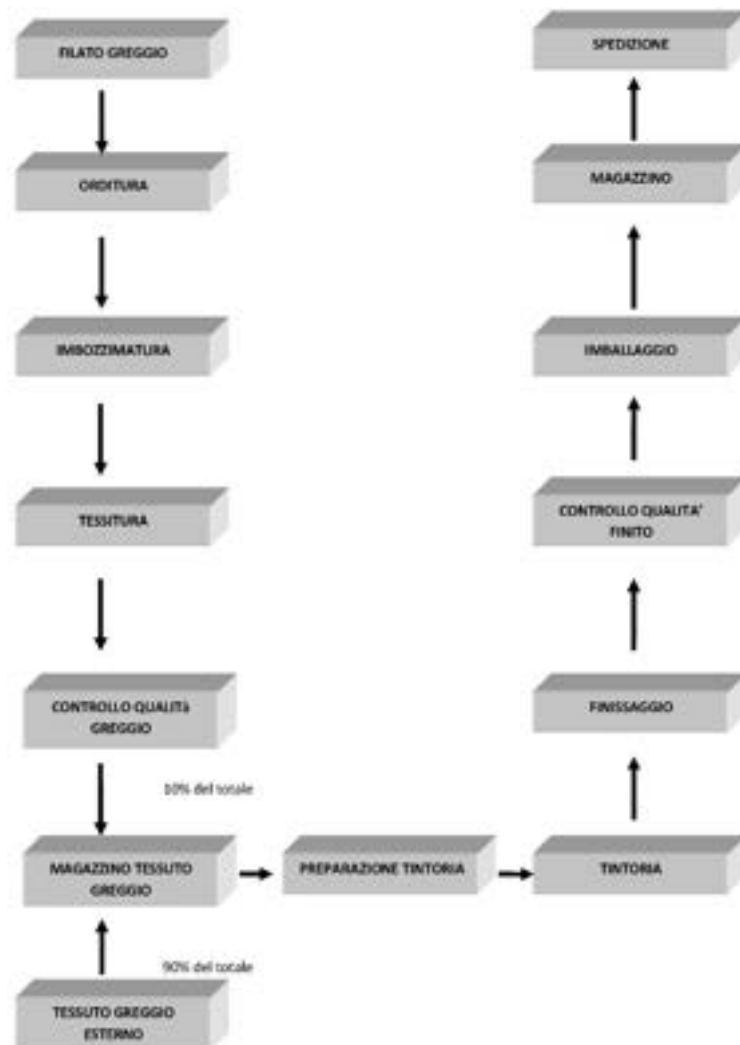 FILATO GREGGIO
ORDITURA
IMBOZZIMATURA
TESSITURA
CONTROLLO QUALITà
GREGGIO
10% del totale
MAGAZZINO TESSUTO
GREGGIO
90% del totale
TESSUTO GREGGIO
ESTERNO
PREPARAZIONE TINTORIA
TINTORIA
FINISSAGGIO
CONTROLLO QUALITA'
FINITO
IMBALLAGGIO
MAGAZZINO
SPEDIZIONE